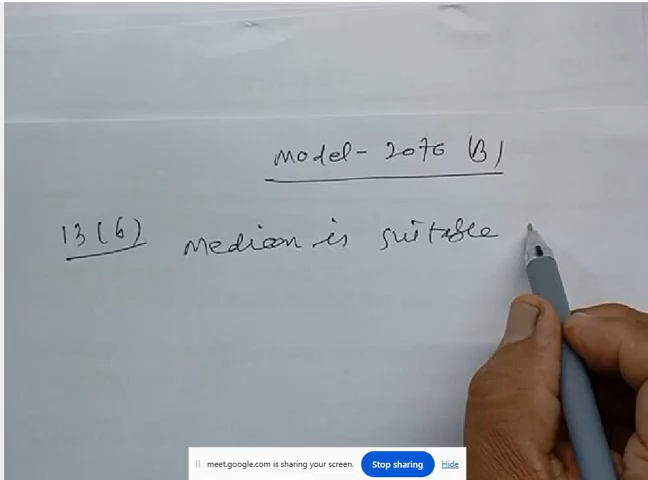 Model-2076 (B)
13(b) Median is suitable
meet.google.com is sharing your screen. Stop sharing Hide